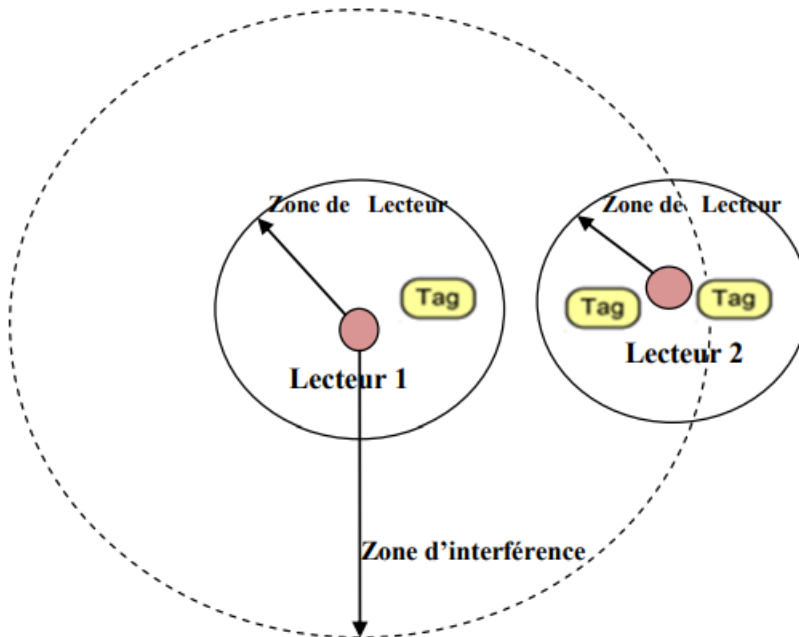 Zone de Lecteur
Tag
Lecteur 1
Zone de Lecteur
Tag
Tag
Lecteur 2
Zone d’interférence